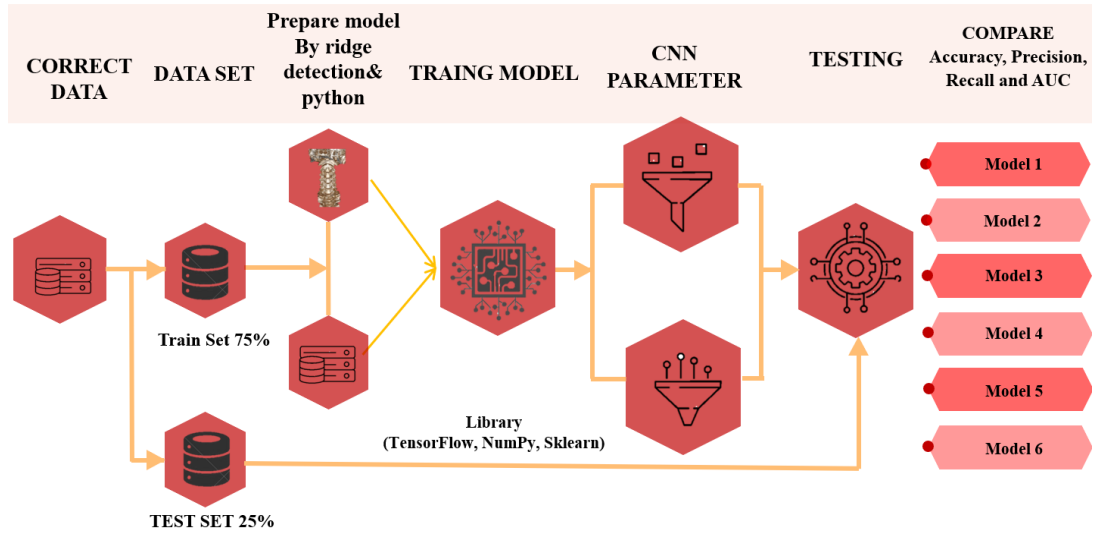 CORRECT
DATA
DATA SET
Prepare model
By ridge
detection&
python
TRAING MODEL
CNN
PARAMETER
TESTING
COMPARE
Accuracy, Precision,
Recall and AUC
Train Set 75%
TEST SET 25%
Library
(TensorFlow, NumPy, Sklearn)
Model 1
Model 2
Model 3
Model 4
Model 5
Model 6